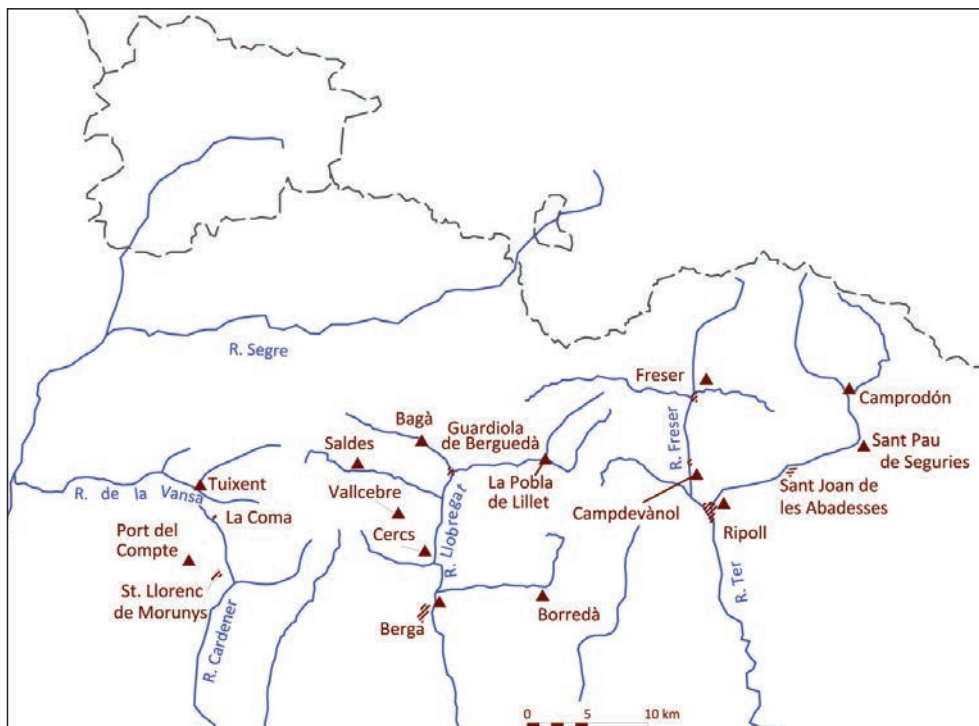 R. Segre
Freser
Camprodón
Bagà
Guardiola
de Berguedà
Saldes
R. Freser
Sant Pau
de Seguries
Tuixent
R. de la Vansa
Vallcebre
La Pobla
de Lillet
Sant Joan de
les Abadesses
La Coma
R. Llobregat
Campdevànol
Ripoll
Port del
Compte
Cercs
R. Ter
St. Llorenc
de Morunys
R. Cardener
Berga
Borredà
0 5 10 km